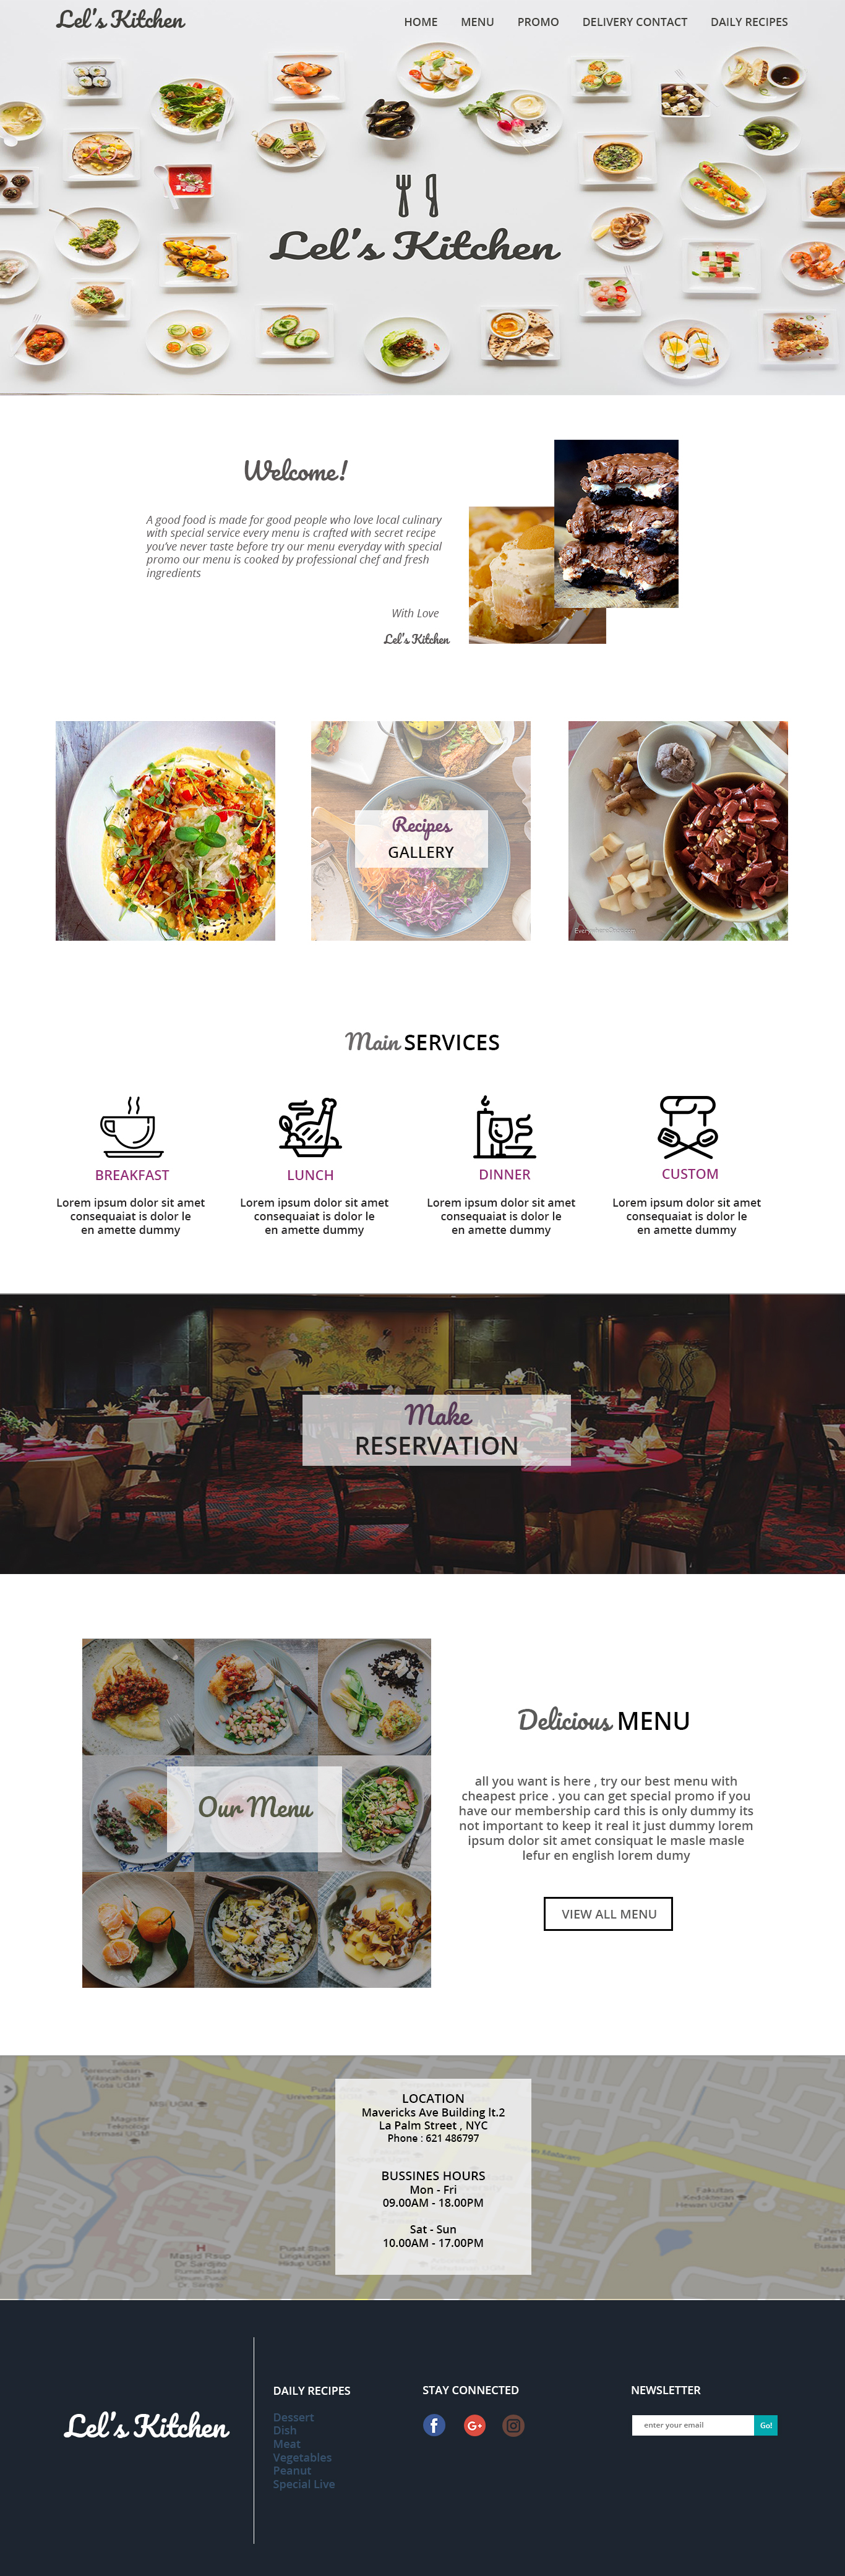 Lel's Kitchen
HOME MENU PROMO DELIVERY CONTACT DAILY RECIPES
Lel's Kitchen
Welcome!
A good food is made for good people who love local culinary
with special service every menu is crafted with secret recipe
you've never taste before try our menu everyday with special
promo our menu is cooked by professional chef and fresh
ingredients
With Love
Lel's Kitchen
Recipes
GALLERY
Main SERVICES
BREAKFAST
Lorem ipsum dolor sit amet
consequaiat is dolor le
en amette dummy
LUNCH
Lorem ipsum dolor sit amet
consequaiat is dolor le
en amette dummy
DINNER
Lorem ipsum dolor sit amet
consequaiat is dolor le
en amette dummy
CUSTOM
Lorem ipsum dolor sit amet
consequaiat is dolor le
en amette dummy
Make
RESERVATION
Our Menu
Delicious MENU
all you want is here , try our best menu with
cheapest price . you can get special promo if you
have our membership card this is only dummy its
not important to keep it real it just dummy lorem
ipsum dolor sit amet consiquat le masle masle
lefur en english lorem dumy
VIEW ALL MENU
LOCATION
Mavericks Ave Building lt.2
La Palm Street , NYC
Phone : 621 486797
BUSSINES HOURS
Mon - Fri
09.00AM - 18.00PM
Sat - Sun
10.00AM - 17.00PM
Lel's Kitchen
DAILY RECIPES
Dessert
Dish
Meat
Vegetables
Peanut
Special Live
STAY CONNECTED
NEWSLETTER
enter your email
Go!